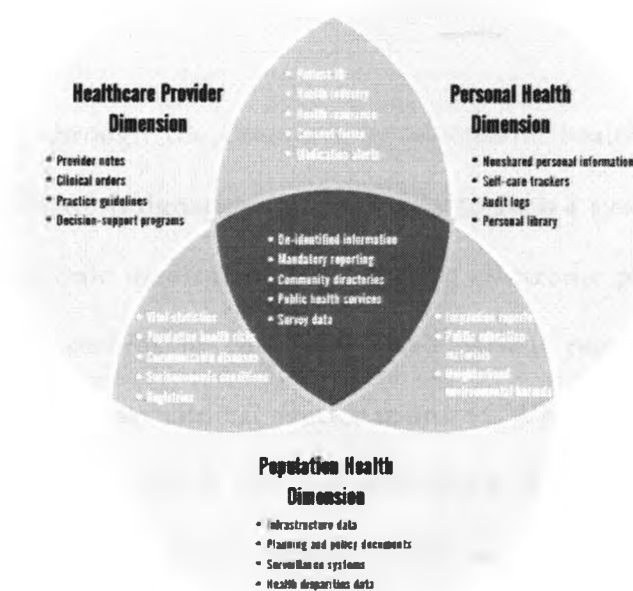 Healthcare Provider
Dimension
• Provider notes
• Clinical orders
• Practice guidelines
• Decision-support programs
• Patient ID
• Health
• Health insurance
• Consent forms
• Medication alerts
Personal Health
Dimension
• Nonshared personal information
• Self-care trackers
• Audit logs
• Personal library
• De-identified information
• Mandatory reporting
• Community directories
• Public health services
• Survey data
• Vital statistics
• Population health risks
• Communicable diseases
• Socioeconomic conditions
• Registries
• reports
• Public education
materials
• Neighborhood
environmental hazards
Population Health
Dimension
• Infrastructure data
• Planning and policy documents
• Surveillance systems
• Health disparities data